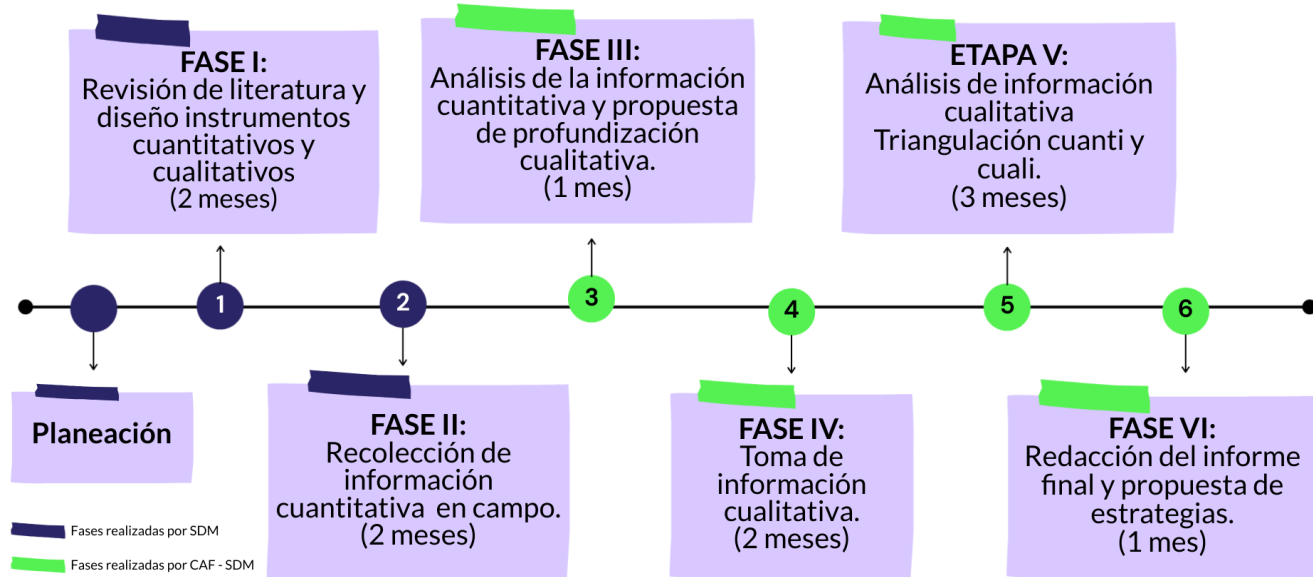 FASE I:
Revisión de literatura y
diseño instrumentos
cuantitativos y
cualitativos
(2 meses)
FASE III:
Análisis de la información
cuantitativa y propuesta
de profundización
cualitativa.
(1 mes)
ETAPA V:
Análisis de información
cualitativa
Triangulación cuanti y
cuali.
(3 meses)
1
2
3
4
5
6
Planeación
FASE II:
Recolección de
información
cuantitativa en campo.
(2 meses)
FASE IV:
Toma de
información
cualitativa.
(2 meses)
FASE VI:
Redacción del informe
final y propuesta de
estrategias.
(1 mes)
Fases realizadas por SDM
Fases realizadas por CAF - SDM